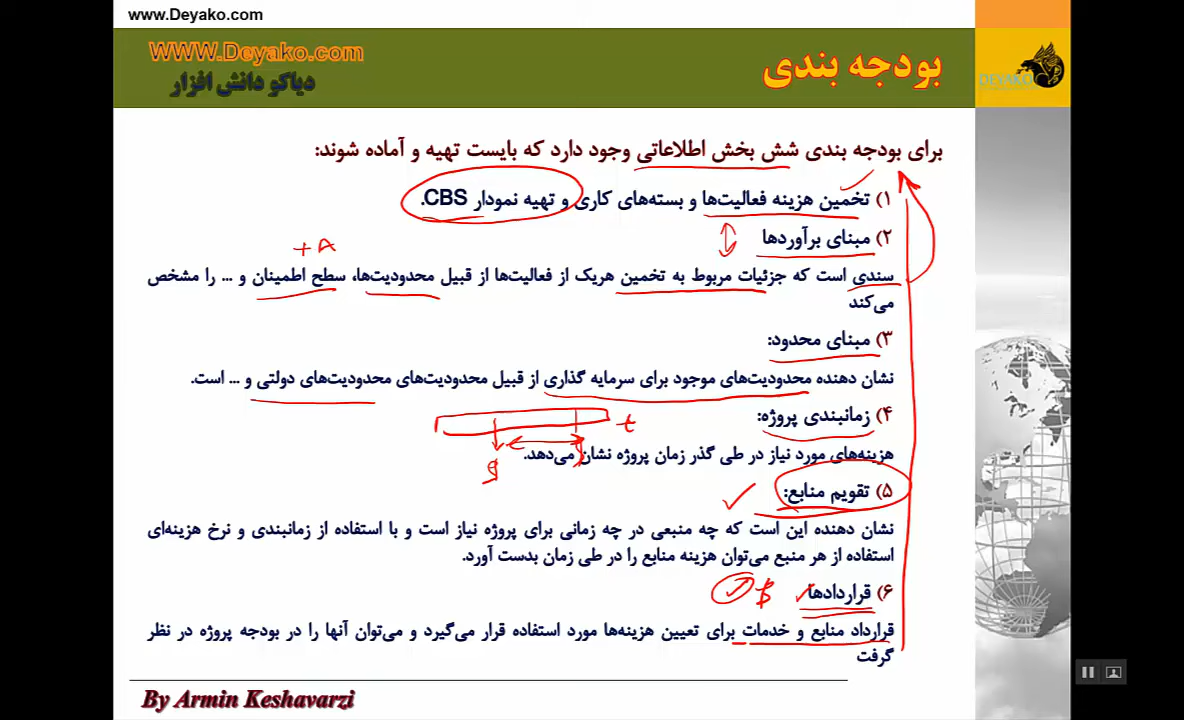 www.Deyako.com
WWW.Deyako.com
دیاکو دانش افزار
بودجه بندی
DEYAKO
برای بودجه بندی شش بخش اطلاعاتی وجود دارد که بایست تهیه و آماده شوند:
۱) تخمین هزینه فعالیت‌ها و بسته‌های کاری و تهیه نمودار CBS.
۲) مبنای برآوردها
+A
سندی است که جزئیات مربوط به تخمین هریک از فعالیت‌ها از قبیل محدودیت‌ها، سطح اطمینان و ... را مشخص
می‌کند
۳) مبنای محدود:
نشان دهنده محدودیت‌های موجود برای سرمایه گذاری از قبیل محدودیت‌های محدودیت‌های دولتی و ... است.
۴) زمانبندی پروژه:
t
هزینه‌های مورد نیاز در طی گذر زمان پروژه نشان می‌دهد.
۵) تقویم منابع:
نشان دهنده این است که چه منبعی در چه زمانی برای پروژه نیاز است و با استفاده از زمانبندی و نرخ هزینه‌ای
استفاده از هر منبع می‌توان هزینه منابع را در طی زمان بدست آورد.
۶) قراردادها
$
قرارداد منابع و خدمات برای تعیین هزینه‌ها مورد استفاده قرار می‌گیرد و می‌توان آنها را در بودجه پروژه در نظر
گرفت
By Armin Keshavarzi